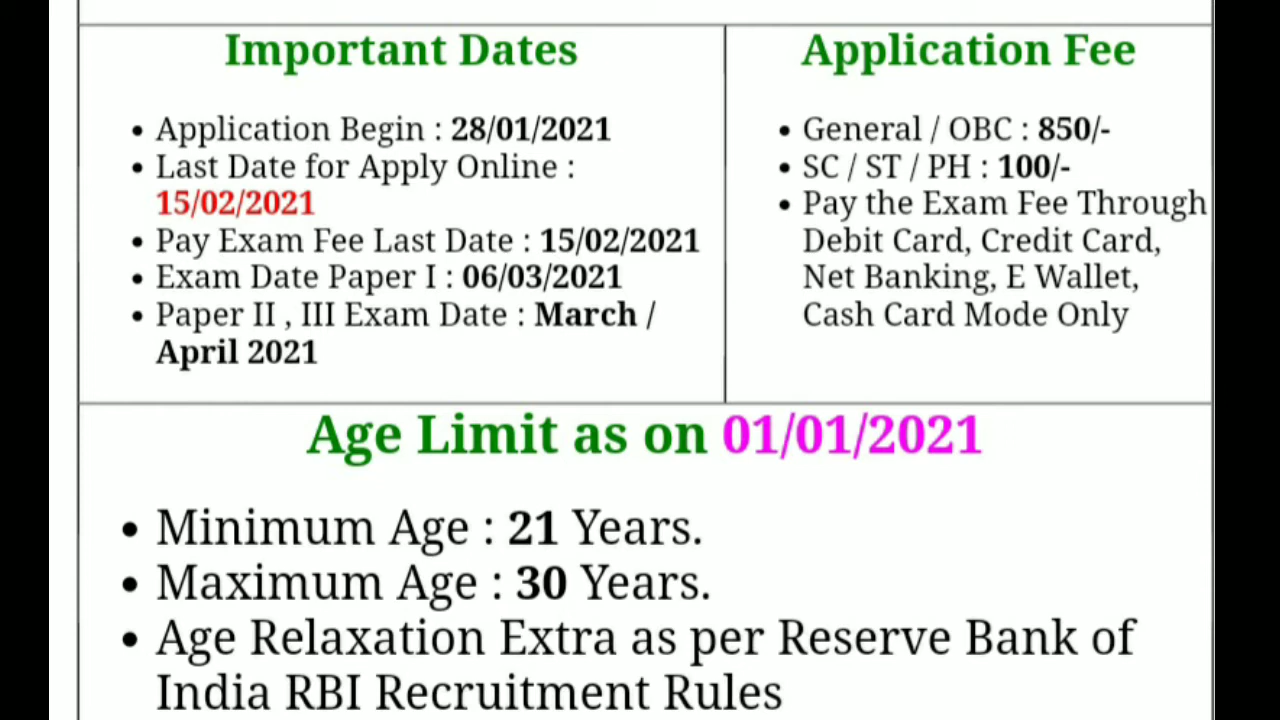 Important Dates
• Application Begin : 28/01/2021
• Last Date for Apply Online :
15/02/2021
• Pay Exam Fee Last Date : 15/02/2021
• Exam Date Paper I : 06/03/2021
• Paper II , III Exam Date : March /
April 2021
Application Fee
• General / OBC : 850/-
• SC / ST / PH : 100/-
• Pay the Exam Fee Through
Debit Card, Credit Card,
Net Banking, E Wallet,
Cash Card Mode Only
Age Limit as on 01/01/2021
• Minimum Age : 21 Years.
• Maximum Age : 30 Years.
• Age Relaxation Extra as per Reserve Bank of
India RBI Recruitment Rules